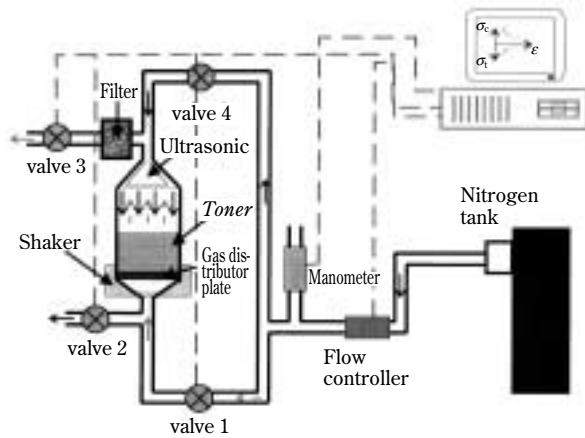 σc
ε
σt
Filter
valve 4
valve 3
Ultrasonic
Toner
Nitrogen
tank
Shaker
Gas dis-
tributor
plate
Manometer
valve 2
Flow
controller
valve 1